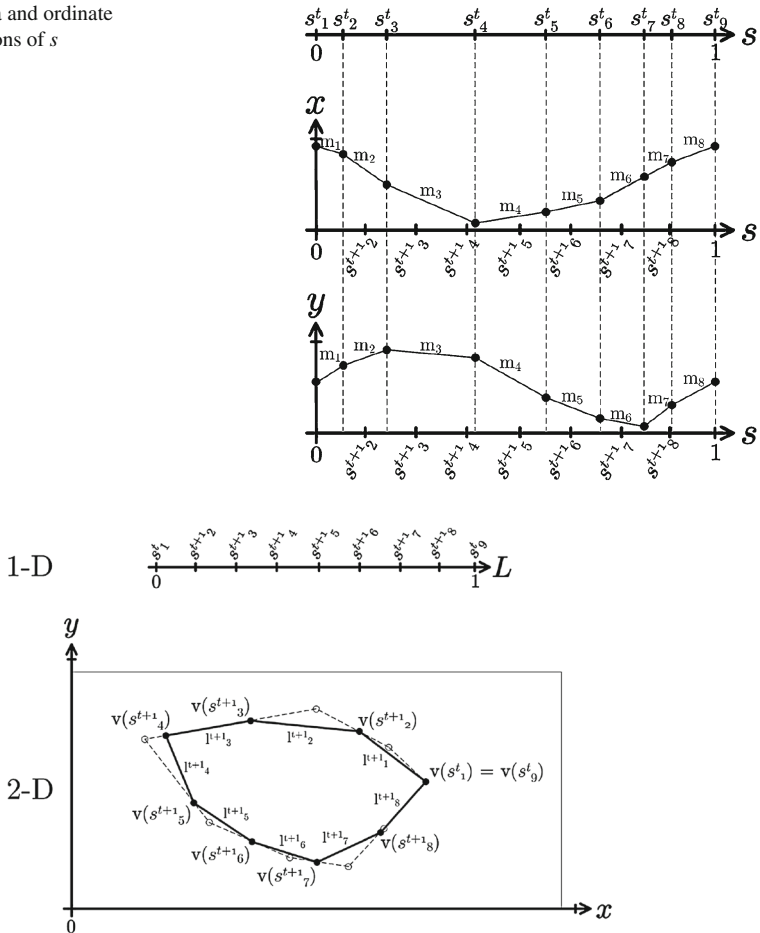 and ordinate
ons of s
s^t_1 s^t_2 s^t_3 s^t_4 s^t_5 s^t_6 s^t_7 s^t_8 s^t_9
s
0 1
x
m_1 m_2 m_3 m_4 m_5 m_6 m_7 m_8
s
0 s^{t+1}_2 s^{t+1}_3 s^{t+1}_4 s^{t+1}_5 s^{t+1}_6 s^{t+1}_7 s^{t+1}_8 1
y
m_1 m_2 m_3 m_4 m_5 m_6 m_7 m_8
s
0 s^{t+1}_2 s^{t+1}_3 s^{t+1}_4 s^{t+1}_5 s^{t+1}_6 s^{t+1}_7 s^{t+1}_8 1
s^t_1 s^{t+1}_2 s^{t+1}_3 s^{t+1}_4 s^{t+1}_5 s^{t+1}_6 s^{t+1}_7 s^{t+1}_8 s^t_9
1-D L
0 1
y
v(s^{t+1}_3)
v(s^{t+1}_4) v(s^{t+1}_2)
l^{t+1}_3 l^{t+1}_2
l^{t+1}_1
l^{t+1}_4 v(s^t_1) = v(s^t_9)
2-D l^{t+1}_8
v(s^{t+1}_5) l^{t+1}_5
l^{t+1}_6 l^{t+1}_7 v(s^{t+1}_8)
v(s^{t+1}_6)
v(s^{t+1}_7)
x
0